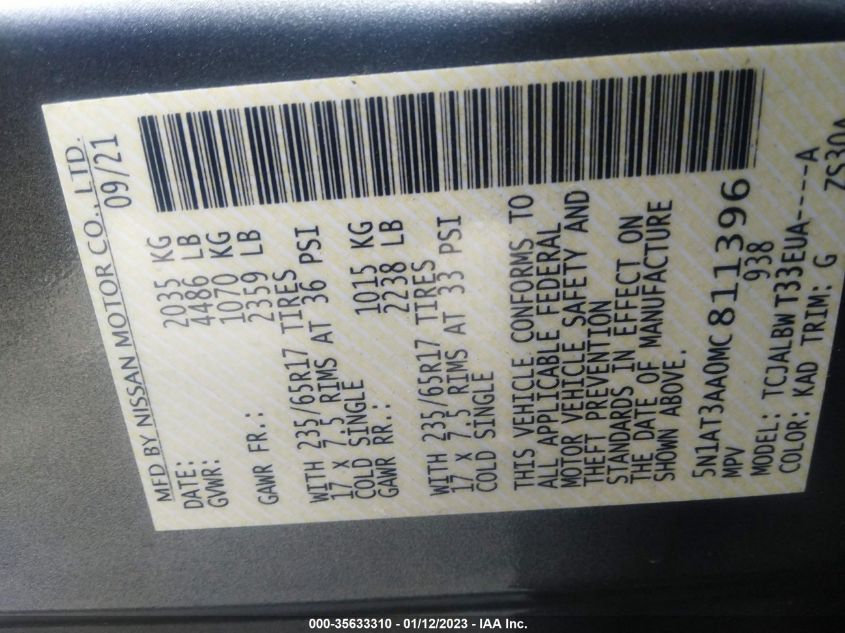 MFD BY NISSAN MOTOR CO., LTD.
DATE: 09/21
GVWR: 2035 KG
4486 LB
GAWR FR.: 1070 KG
2359 LB
WITH 235/65R17 TIRES
17 X 7.5 RIMS AT 36 PSI
COLD SINGLE
GAWR RR.: 1015 KG
2238 LB
WITH 235/65R17 TIRES
17 X 7.5 RIMS AT 33 PSI
COLD SINGLE
THIS VEHICLE CONFORMS TO
ALL APPLICABLE FEDERAL
MOTOR VEHICLE SAFETY AND
THEFT PREVENTION
STANDARDS IN EFFECT ON
THE DATE OF MANUFACTURE
SHOWN ABOVE.
5N1AT3AA0MC811396
MPV 938
MODEL: TCJALBW T33EUA----A
COLOR: KAD TRIM: G ZS30A
000-35633310 - 01/12/2023 - IAA Inc.